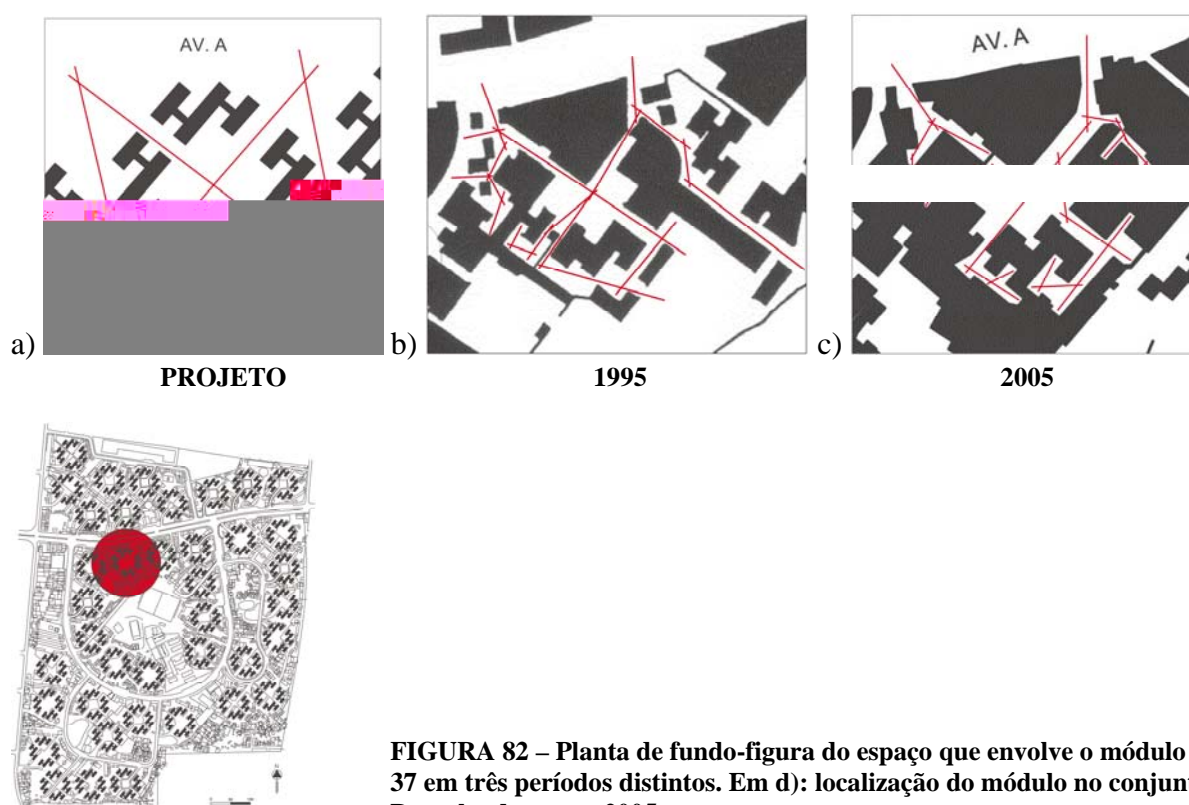 AV. A
AV. A
a)
b)
c)
PROJETO
1995
2005
FIGURA 82 – Planta de fundo-figura do espaço que envolve o módulo
37 em três períodos distintos. Em d): localização do módulo no conjunt